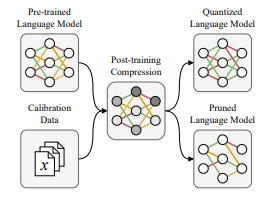 Pre-trained
Language Model
Calibration
Data
x
Post-training
Compression
Quantized
Language Model
Pruned
Language Model